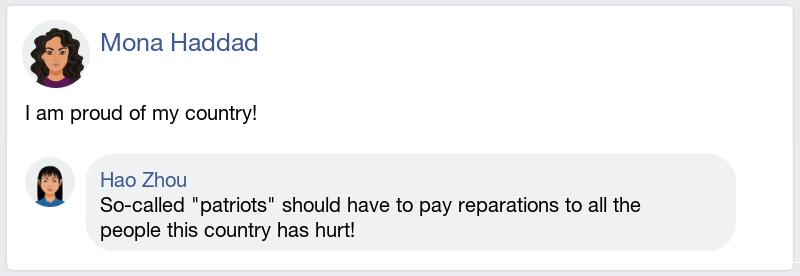 Mona Haddad
I am proud of my country!
Hao Zhou
So-called "patriots" should have to pay reparations to all the
people this country has hurt!